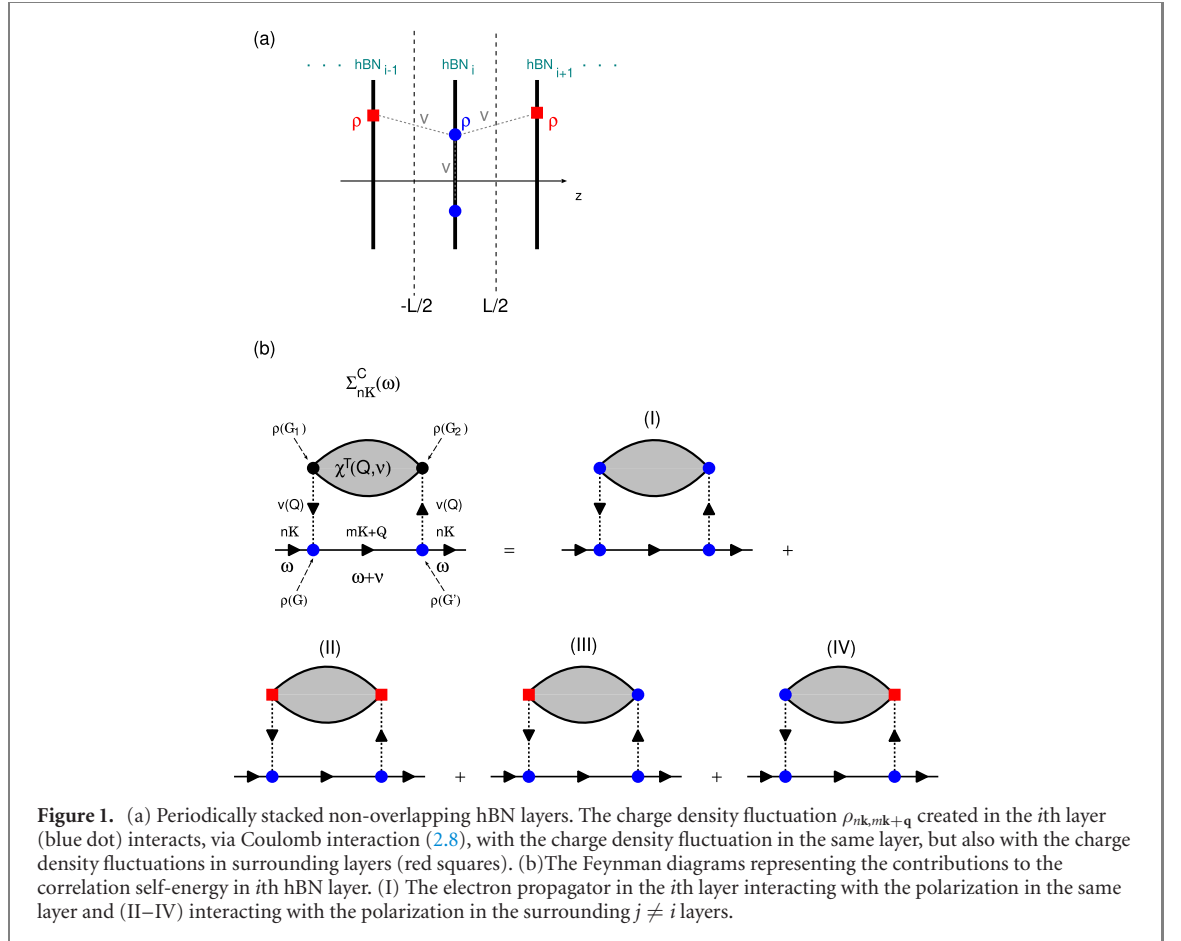 (a)
· · · hBN i-1 hBN i hBN i+1 · · ·
ρ V ρ V ρ
V
z
-L/2 L/2
(b)
Σ^C_nK(ω)
ρ(G₁) ρ(G₂) (I)
χᵀ(Q,ν)
v(Q) v(Q)
nK mK+Q nK
= +
ω ω+ν ω
ρ(G) ρ(G')
(II) (III) (IV)
+ +
Figure 1. (a) Periodically stacked non-overlapping hBN layers. The charge density fluctuation ρnk,mk+q created in the ith layer
(blue dot) interacts, via Coulomb interaction (2.8), with the charge density fluctuation in the same layer, but also with the charge
density fluctuations in surrounding layers (red squares). (b)The Feynman diagrams representing the contributions to the
correlation self-energy in ith hBN layer. (I) The electron propagator in the ith layer interacting with the polarization in the same
layer and (II–IV) interacting with the polarization in the surrounding j ≠ i layers.